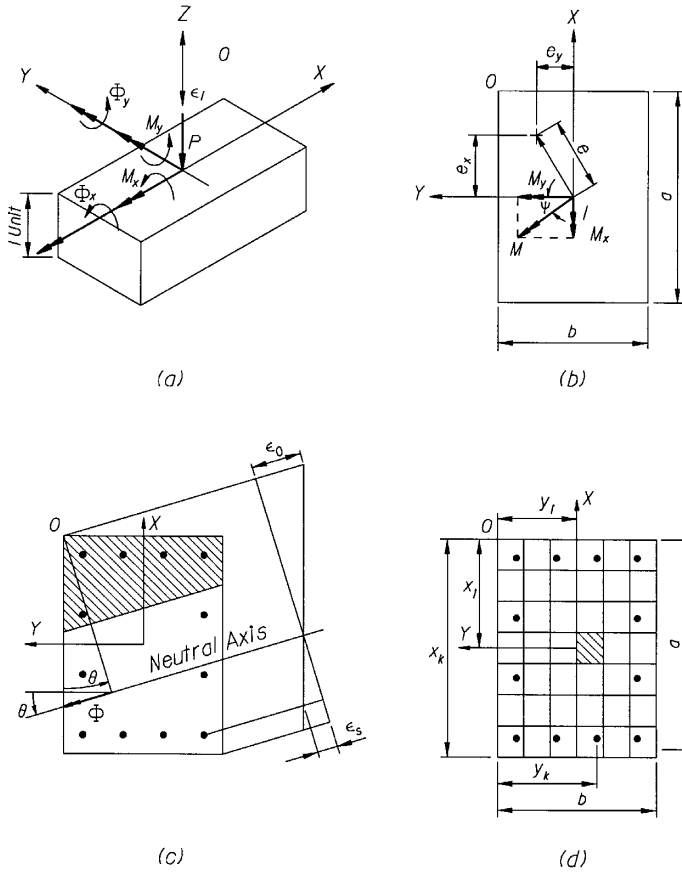 Z
O
Y
X
Φy
ϵ1
My
P
Mx
Φx
1 Unit
(a)
X
ey
O
e
ex
a
Y
My
ψ
1
M
Mx
b
(b)
ϵ0
O
X
Y
Neutral Axis
θ
θ
Φ
ϵs
(c)
X
y1
O
x1
xk
Y
a
yk
b
(d)